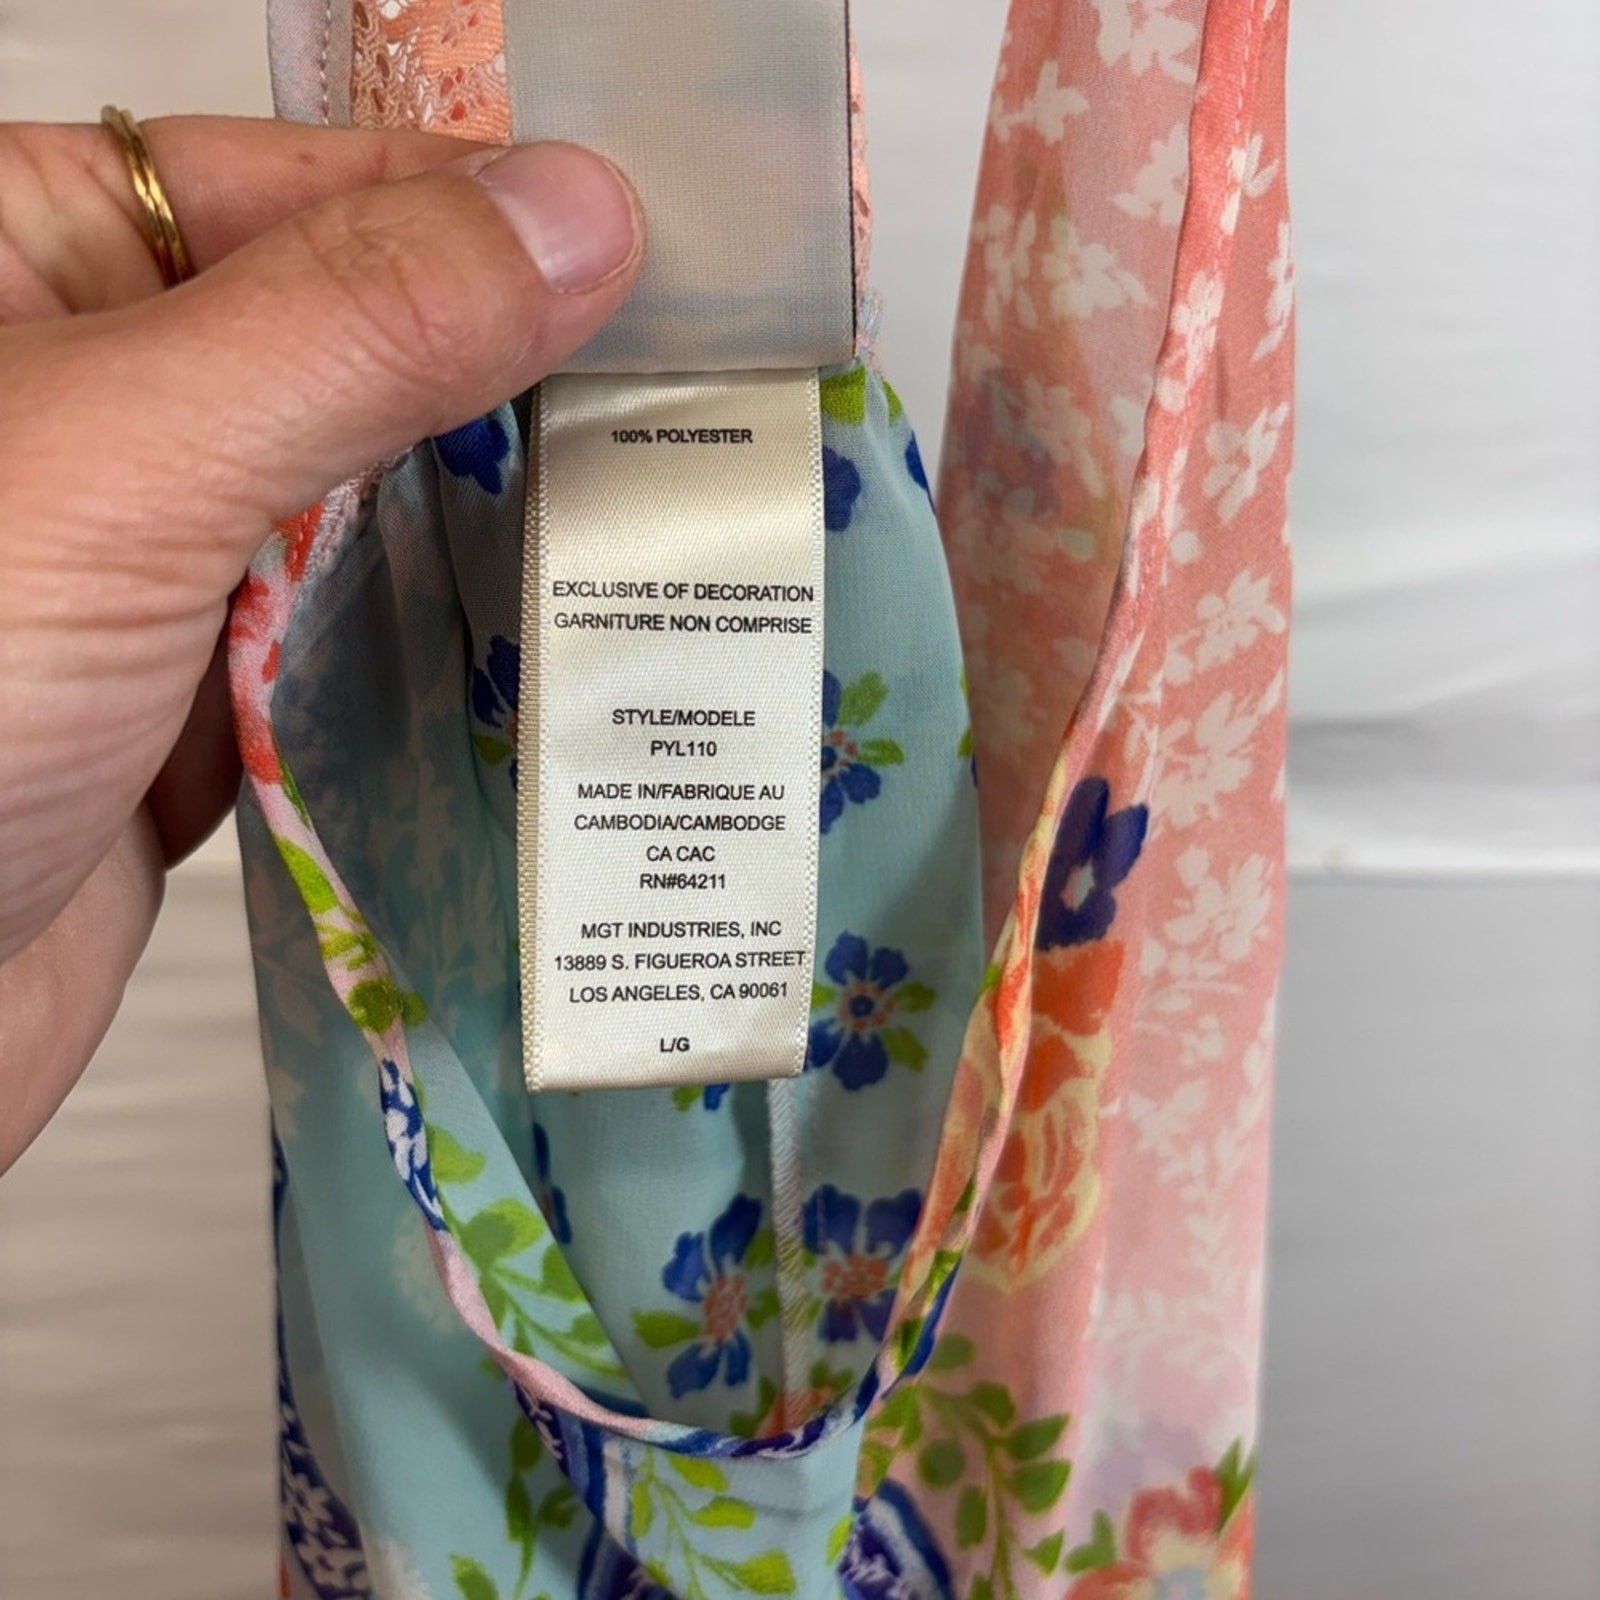 100% POLYESTER
EXCLUSIVE OF DECORATION
GARNITURE NON COMPRISE
STYLE/MODELE
PYL110
MADE IN/FABRIQUE AU
CAMBODIA/CAMBODGE
CA CAC
RN#64211
MGT INDUSTRIES, INC
13889 S. FIGUEROA STREET
LOS ANGELES, CA 90061
L/G